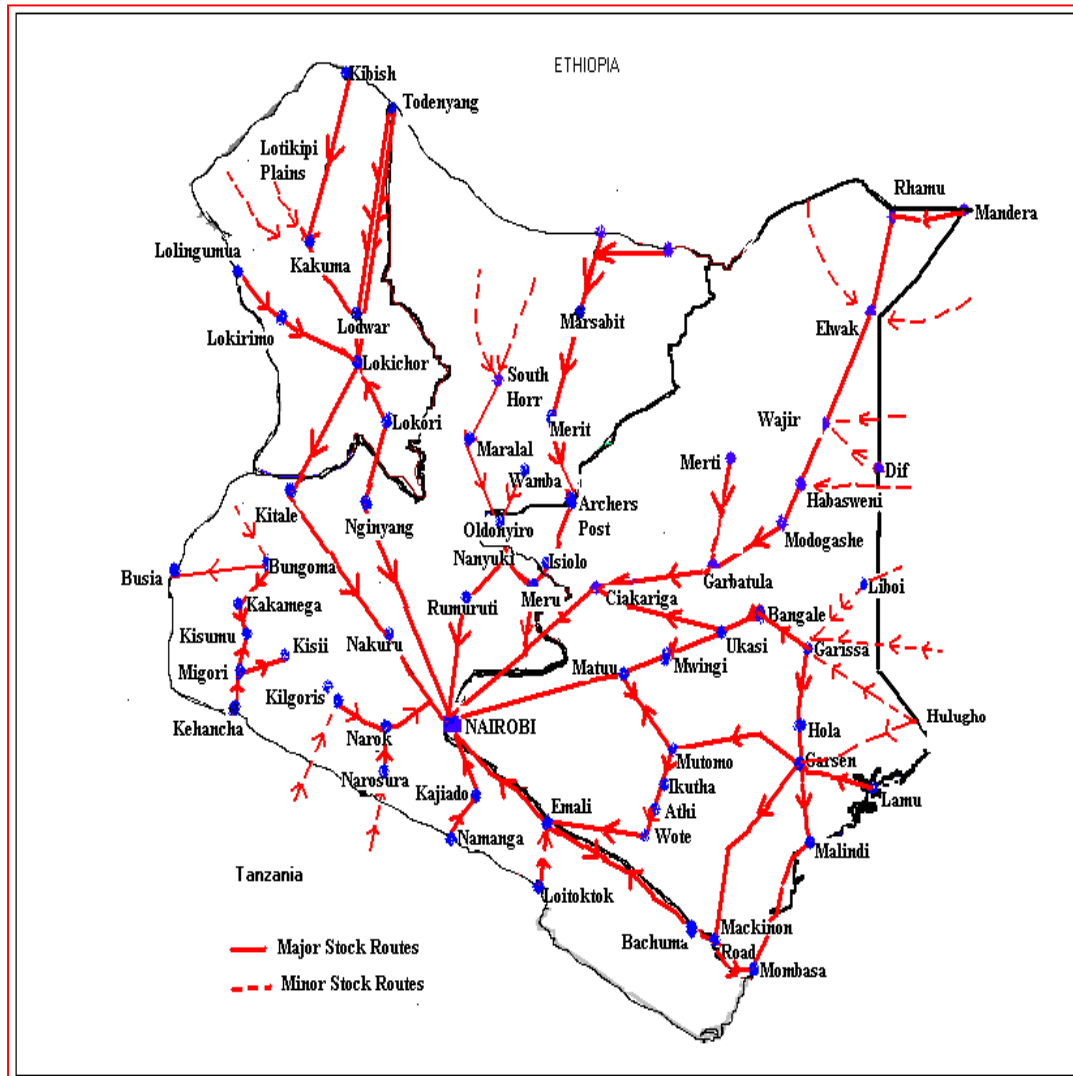 ETHIOPIA
Kibish
Todenyang
Lotikipi
Plains
Rhamu
Mandera
Lolingumua
Kakuma
Lodwar
Marsabit
Elwak
Lokirimo
Lokichor
South
Horr
Lokori
Merit
Wajir
Maralal
Merti
Wamba
Dif
Habasweni
Kitale
Nginyang
Archers
Post
Oldonyiro
Modogashe
Nanyuki
Isiolo
Busia
Bungoma
Garbatula
Liboi
Rumuruti
Meru
Ciakariga
Kakamega
Bangale
Kisumu
Kisii
Nakuru
Ukasi
Garissa
Migori
Matuu
Mwingi
Kilgoris
Kehancha
Narok
NAIROBI
Hola
Hulugho
Mutomo
Garsen
Narosura
Kajiado
Ikutha
Lamu
Emali
Athi
Namanga
Wote
Malindi
Tanzania
Loitoktok
Bachuma
Mackinon
Road
Mombasa
Major Stock Routes
Minor Stock Routes